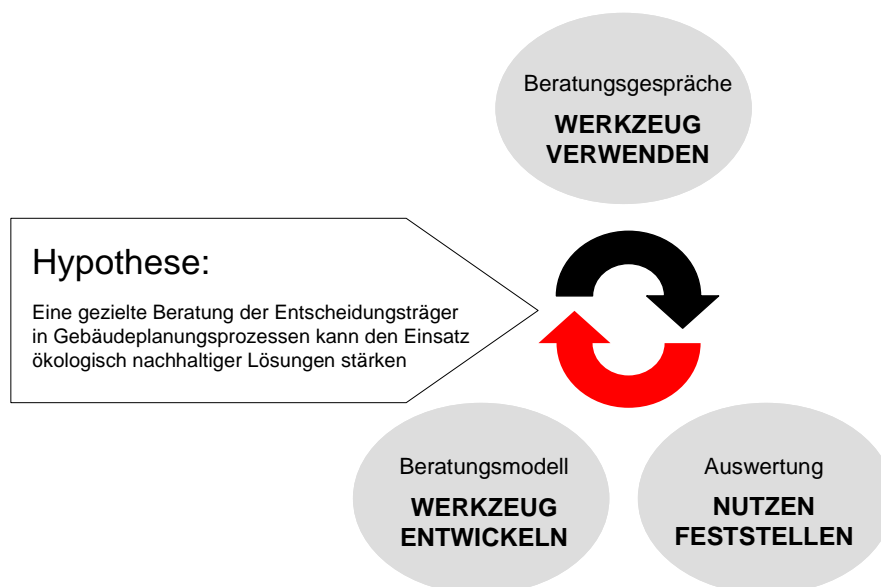 Beratungsgespräche
WERKZEUG
VERWENDEN
Hypothese:
Eine gezielte Beratung der Entscheidungsträger
in Gebäudeplanungsprozessen kann den Einsatz
ökologisch nachhaltiger Lösungen stärken
Beratungsmodell
WERKZEUG
ENTWICKELN
Auswertung
NUTZEN
FESTSTELLEN